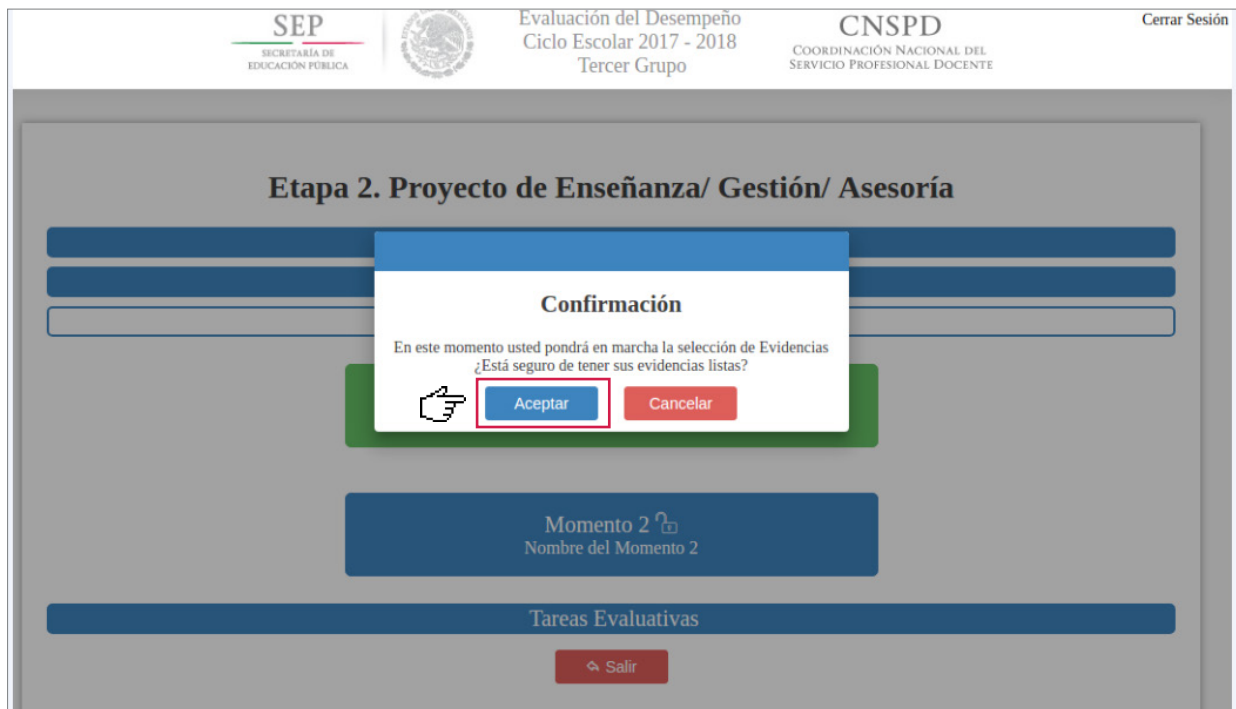 SEP
SECRETARÍA DE
EDUCACIÓN PÚBLICA
Evaluación del Desempeño
Ciclo Escolar 2017 - 2018
Tercer Grupo
CNSPD
COORDINACIÓN NACIONAL DEL
SERVICIO PROFESIONAL DOCENTE
Cerrar Sesión
Etapa 2. Proyecto de Enseñanza/ Gestión/ Asesoría
Confirmación
En este momento usted pondrá en marcha la selección de Evidencias
¿Está seguro de tener sus evidencias listas?
Aceptar
Cancelar
Momento 2
Nombre del Momento 2
Tareas Evaluativas
Salir